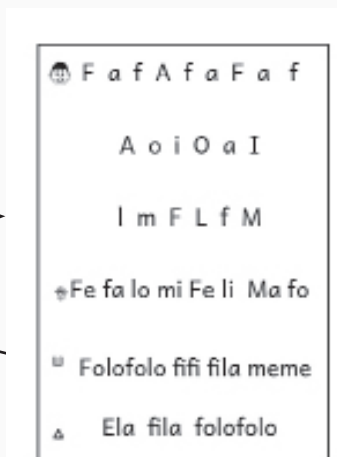 F a f A f a F a f
A o i O a I
l m F L f M
Fe fa lo mi Fe li Ma fo
Folofolo fifi fila meme
Ela fila folofolo